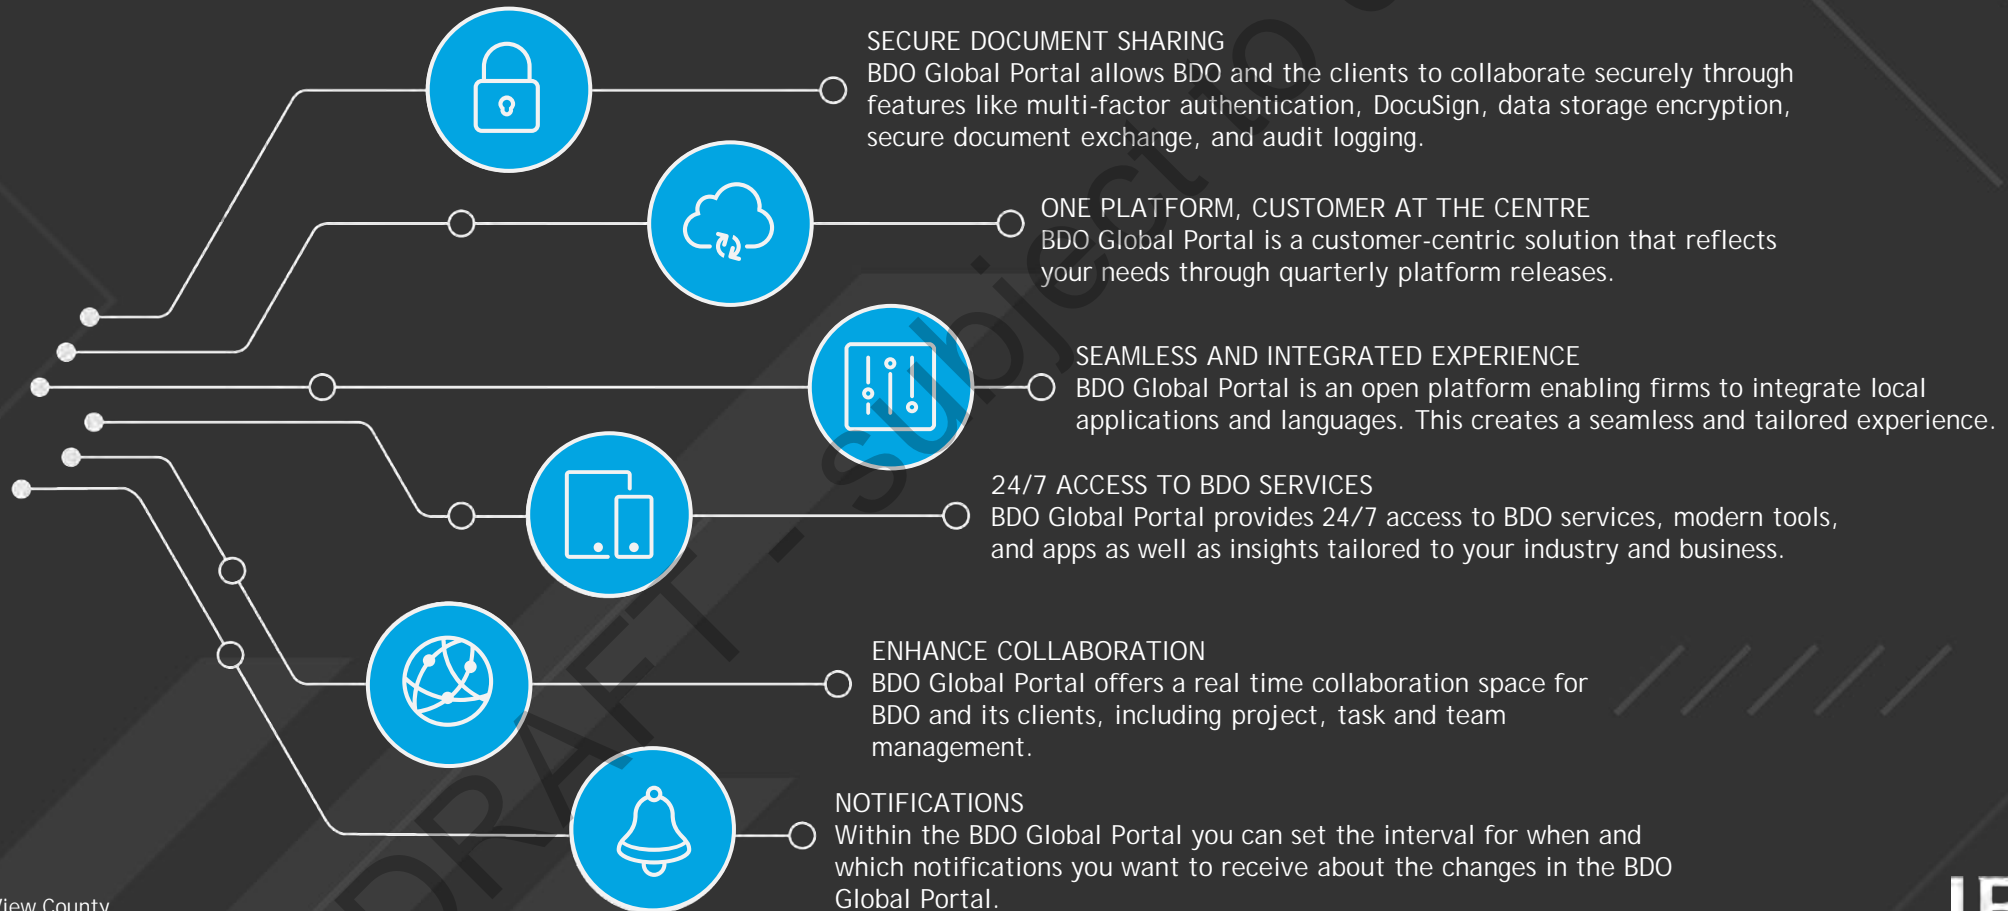 SECURE DOCUMENT SHARING
BDO Global Portal allows BDO and the clients to collaborate securely through
features like multi-factor authentication, DocuSign, data storage encryption,
secure document exchange, and audit logging.
ONE PLATFORM, CUSTOMER AT THE CENTRE
BDO Global Portal is a customer-centric solution that reflects
your needs through quarterly platform releases.
SEAMLESS AND INTEGRATED EXPERIENCE
BDO Global Portal is an open platform enabling firms to integrate local
applications and languages. This creates a seamless and tailored experience.
24/7 ACCESS TO BDO SERVICES
BDO Global Portal provides 24/7 access to BDO services, modern tools,
and apps as well as insights tailored to your industry and business.
ENHANCE COLLABORATION
BDO Global Portal offers a real time collaboration space for
BDO and its clients, including project, task and team
management.
NOTIFICATIONS
Within the BDO Global Portal you can set the interval for when and
which notifications you want to receive about the changes in the BDO
Global Portal.
View County
DRAFT - subject to